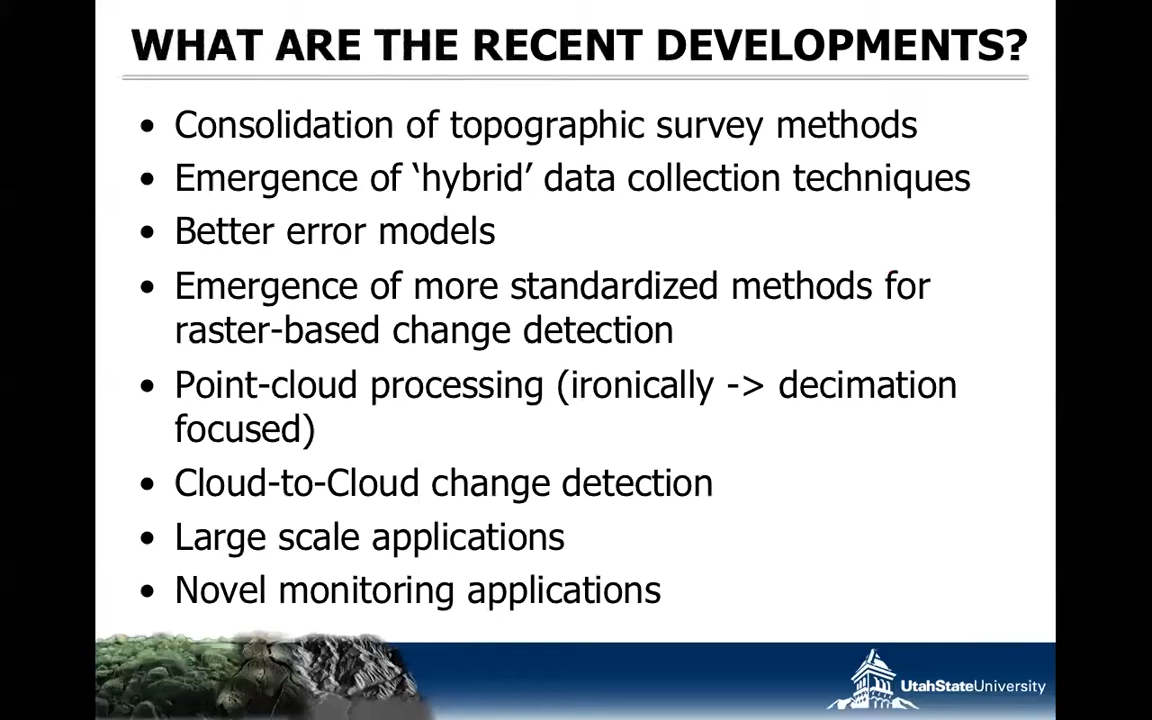 WHAT ARE THE RECENT DEVELOPMENTS?
• Consolidation of topographic survey methods
• Emergence of ‘hybrid’ data collection techniques
• Better error models
• Emergence of more standardized methods for
raster-based change detection
• Point-cloud processing (ironically -> decimation
focused)
• Cloud-to-Cloud change detection
• Large scale applications
• Novel monitoring applications
UtahStateUniversity